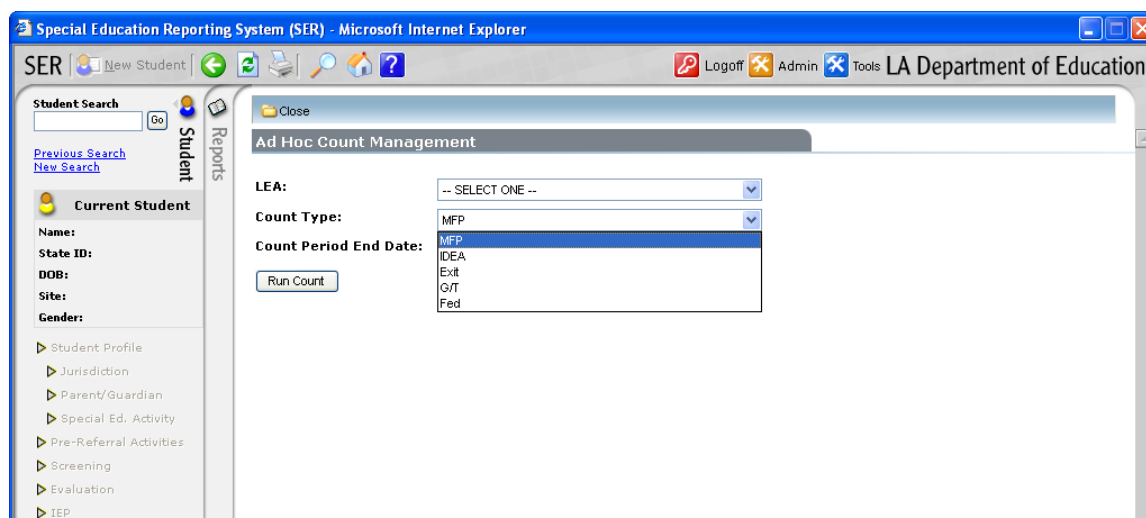 Special Education Reporting System (SER) - Microsoft Internet Explorer
SER New Student ? Logoff Admin Tools LA Department of Education
Student Search
Go
Previous Search
New Search
Student
Reports
Current Student
Name:
State ID:
DOB:
Site:
Gender:
Student Profile
Jurisdiction
Parent/Guardian
Special Ed. Activity
Pre-Referral Activities
Screening
Evaluation
IEP
Close
Ad Hoc Count Management
LEA: -- SELECT ONE --
Count Type: MFP
Count Period End Date:
MFP
IDEA
Exit
G/T
Fed
Run Count